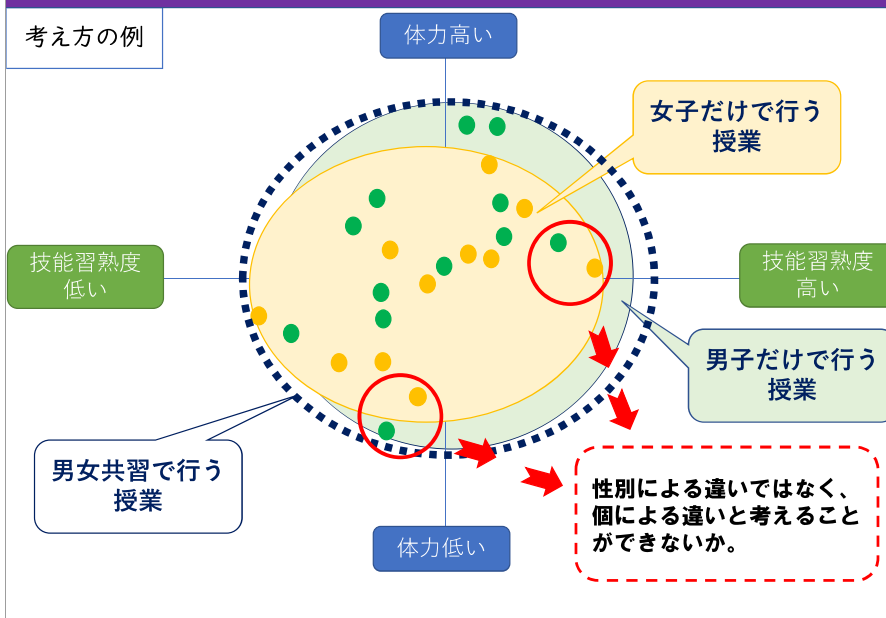 考え方の例
体力高い
女子だけで行う
授業
技能習熟度
低い
技能習熟度
高い
男子だけで行う
授業
男女共習で行う
授業
性別による違いではなく、
個による違いと考えること
ができないか。
体力低い